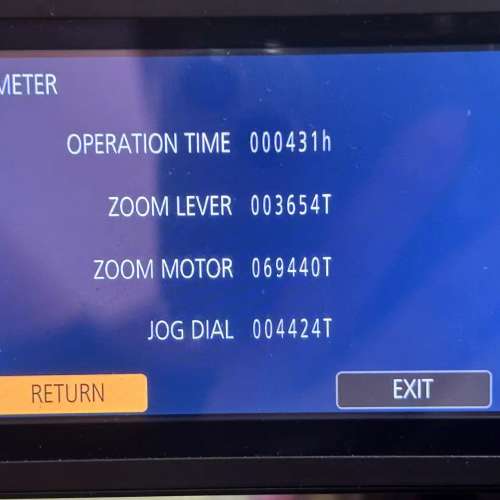 METER
OPERATION TIME 000431h
ZOOM LEVER 003654T
ZOOM MOTOR 069440T
JOG DIAL 004424T
RETURN EXIT